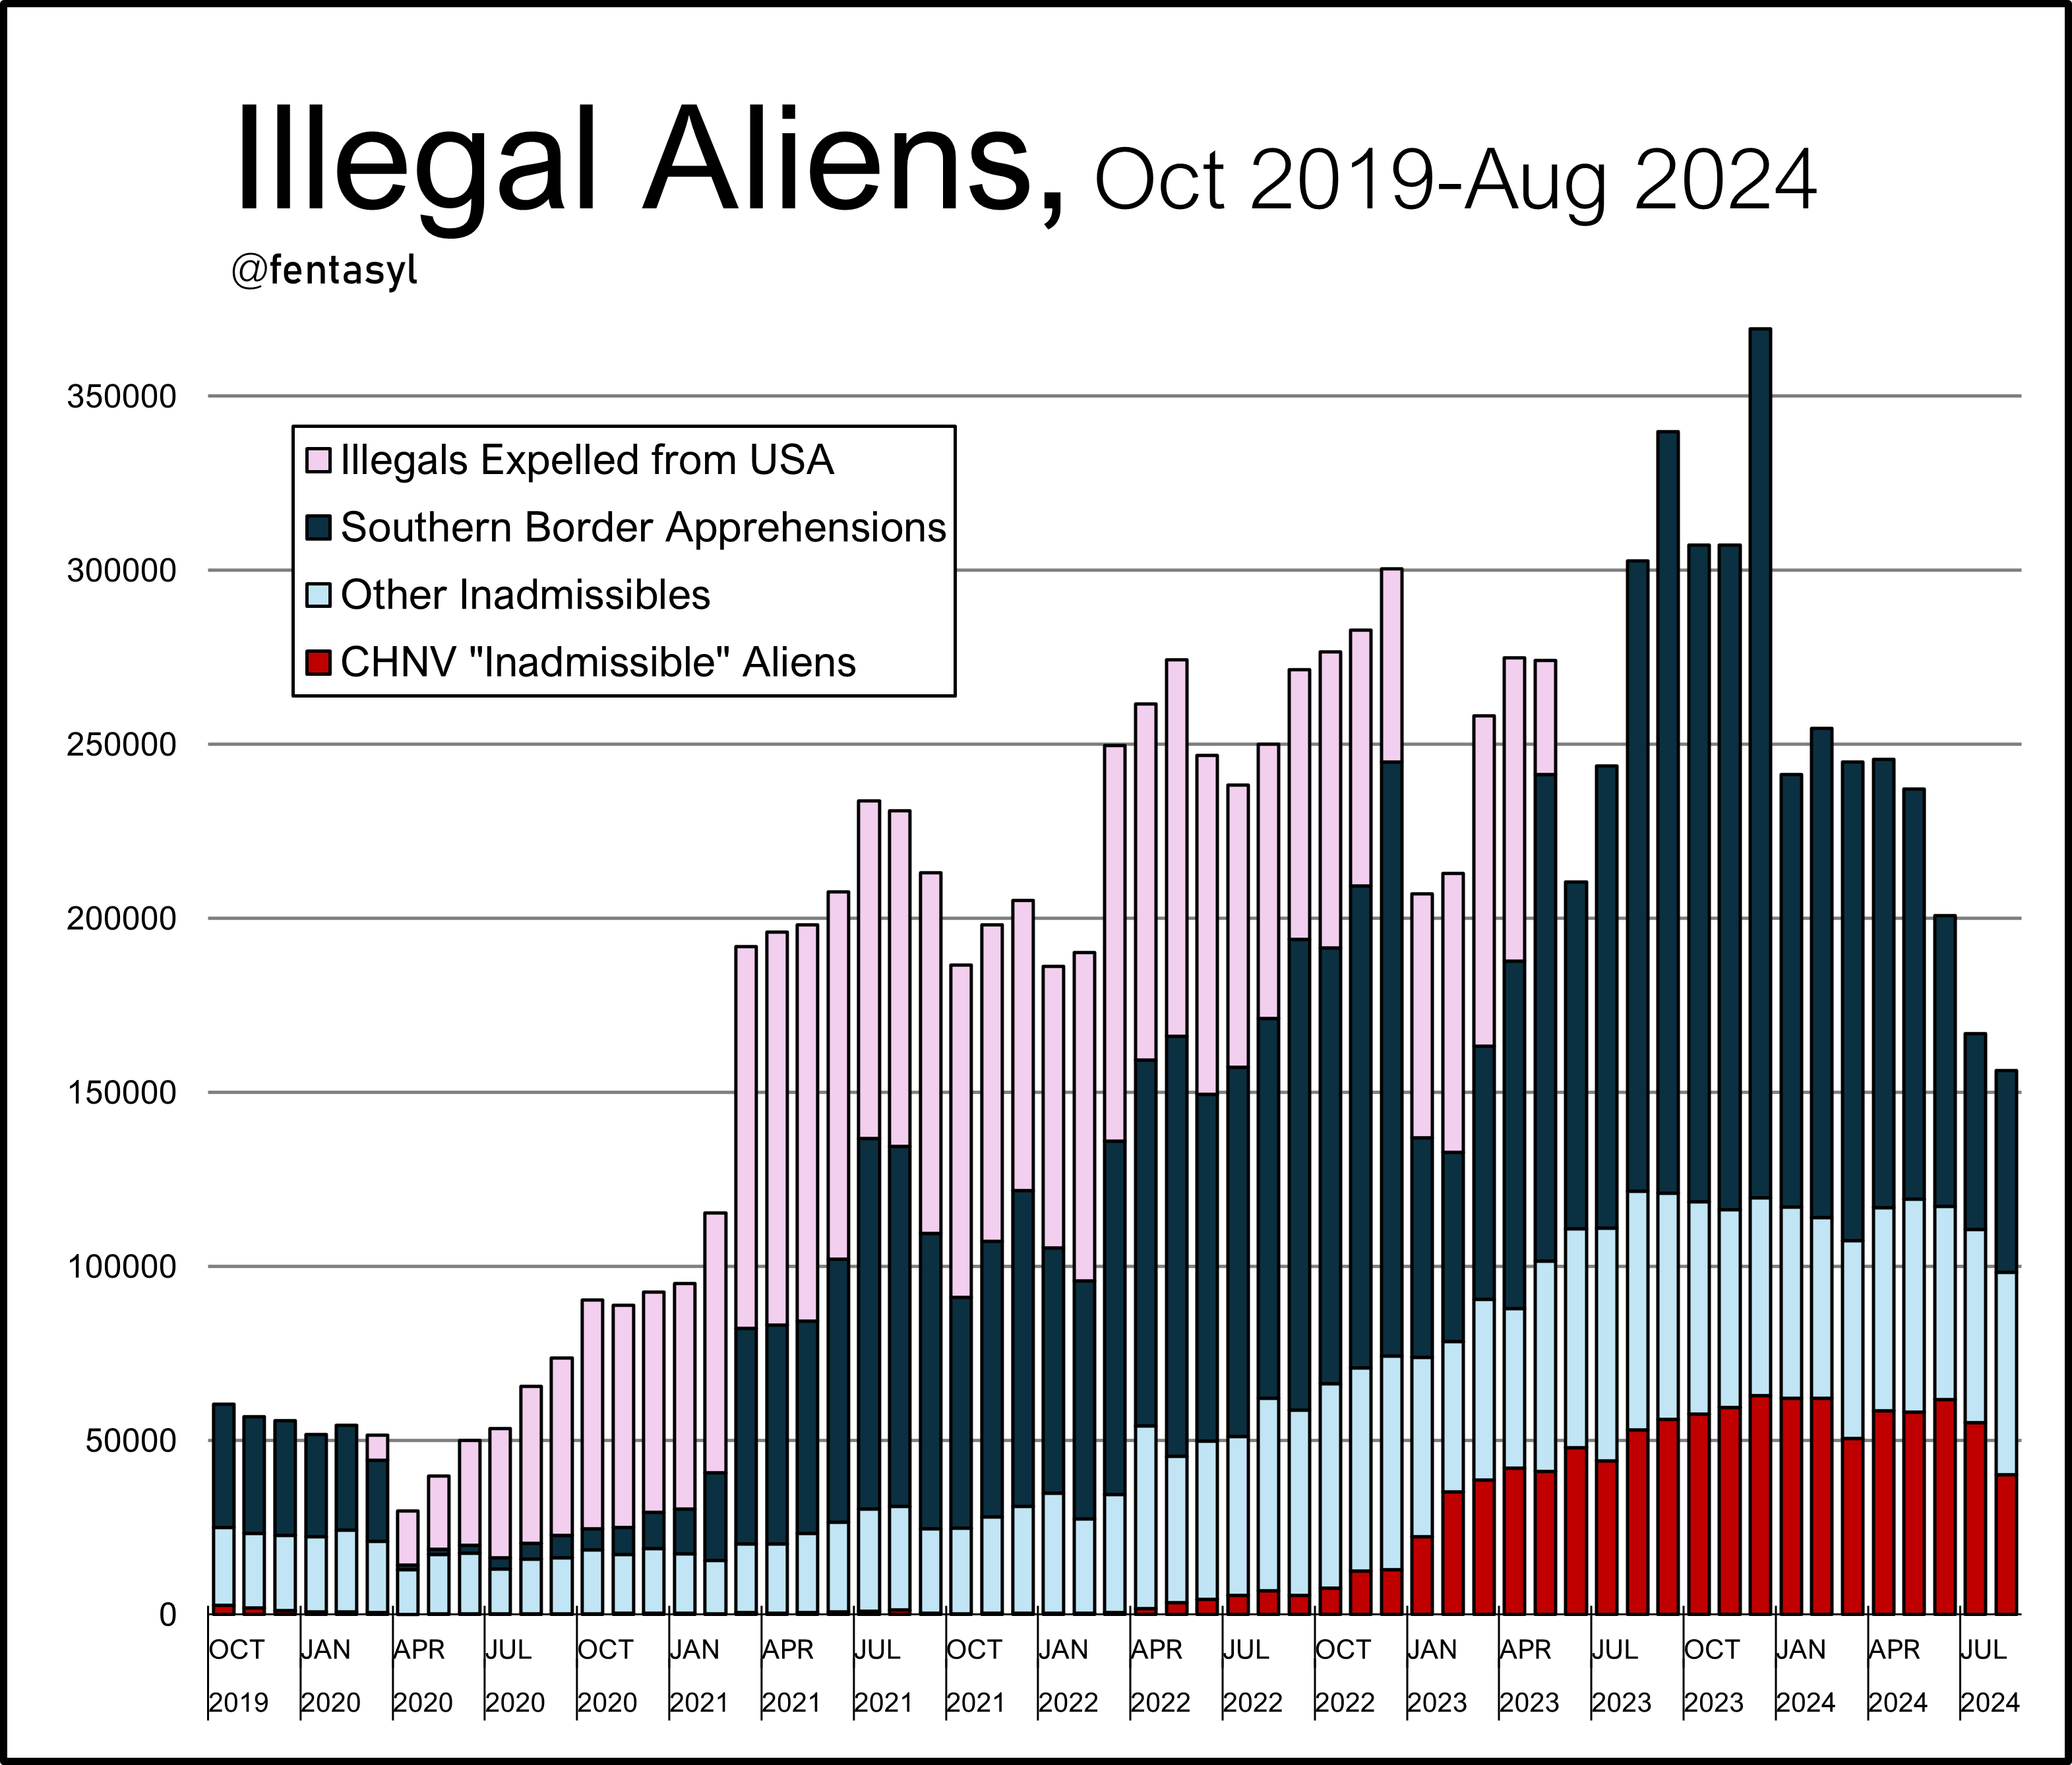 Illegal Aliens, Oct 2019-Aug 2024
@fentasyl
350000
300000
250000
200000
150000
100000
50000
0
Illegals Expelled from USA
Southern Border Apprehensions
Other Inadmissibles
CHNV "Inadmissible" Aliens
OCT JAN APR JUL OCT JAN APR JUL OCT JAN APR JUL OCT JAN APR JUL OCT JAN APR JUL
2019 2020 2020 2020 2020 2021 2021 2021 2021 2022 2022 2022 2022 2023 2023 2023 2023 2024 2024 2024